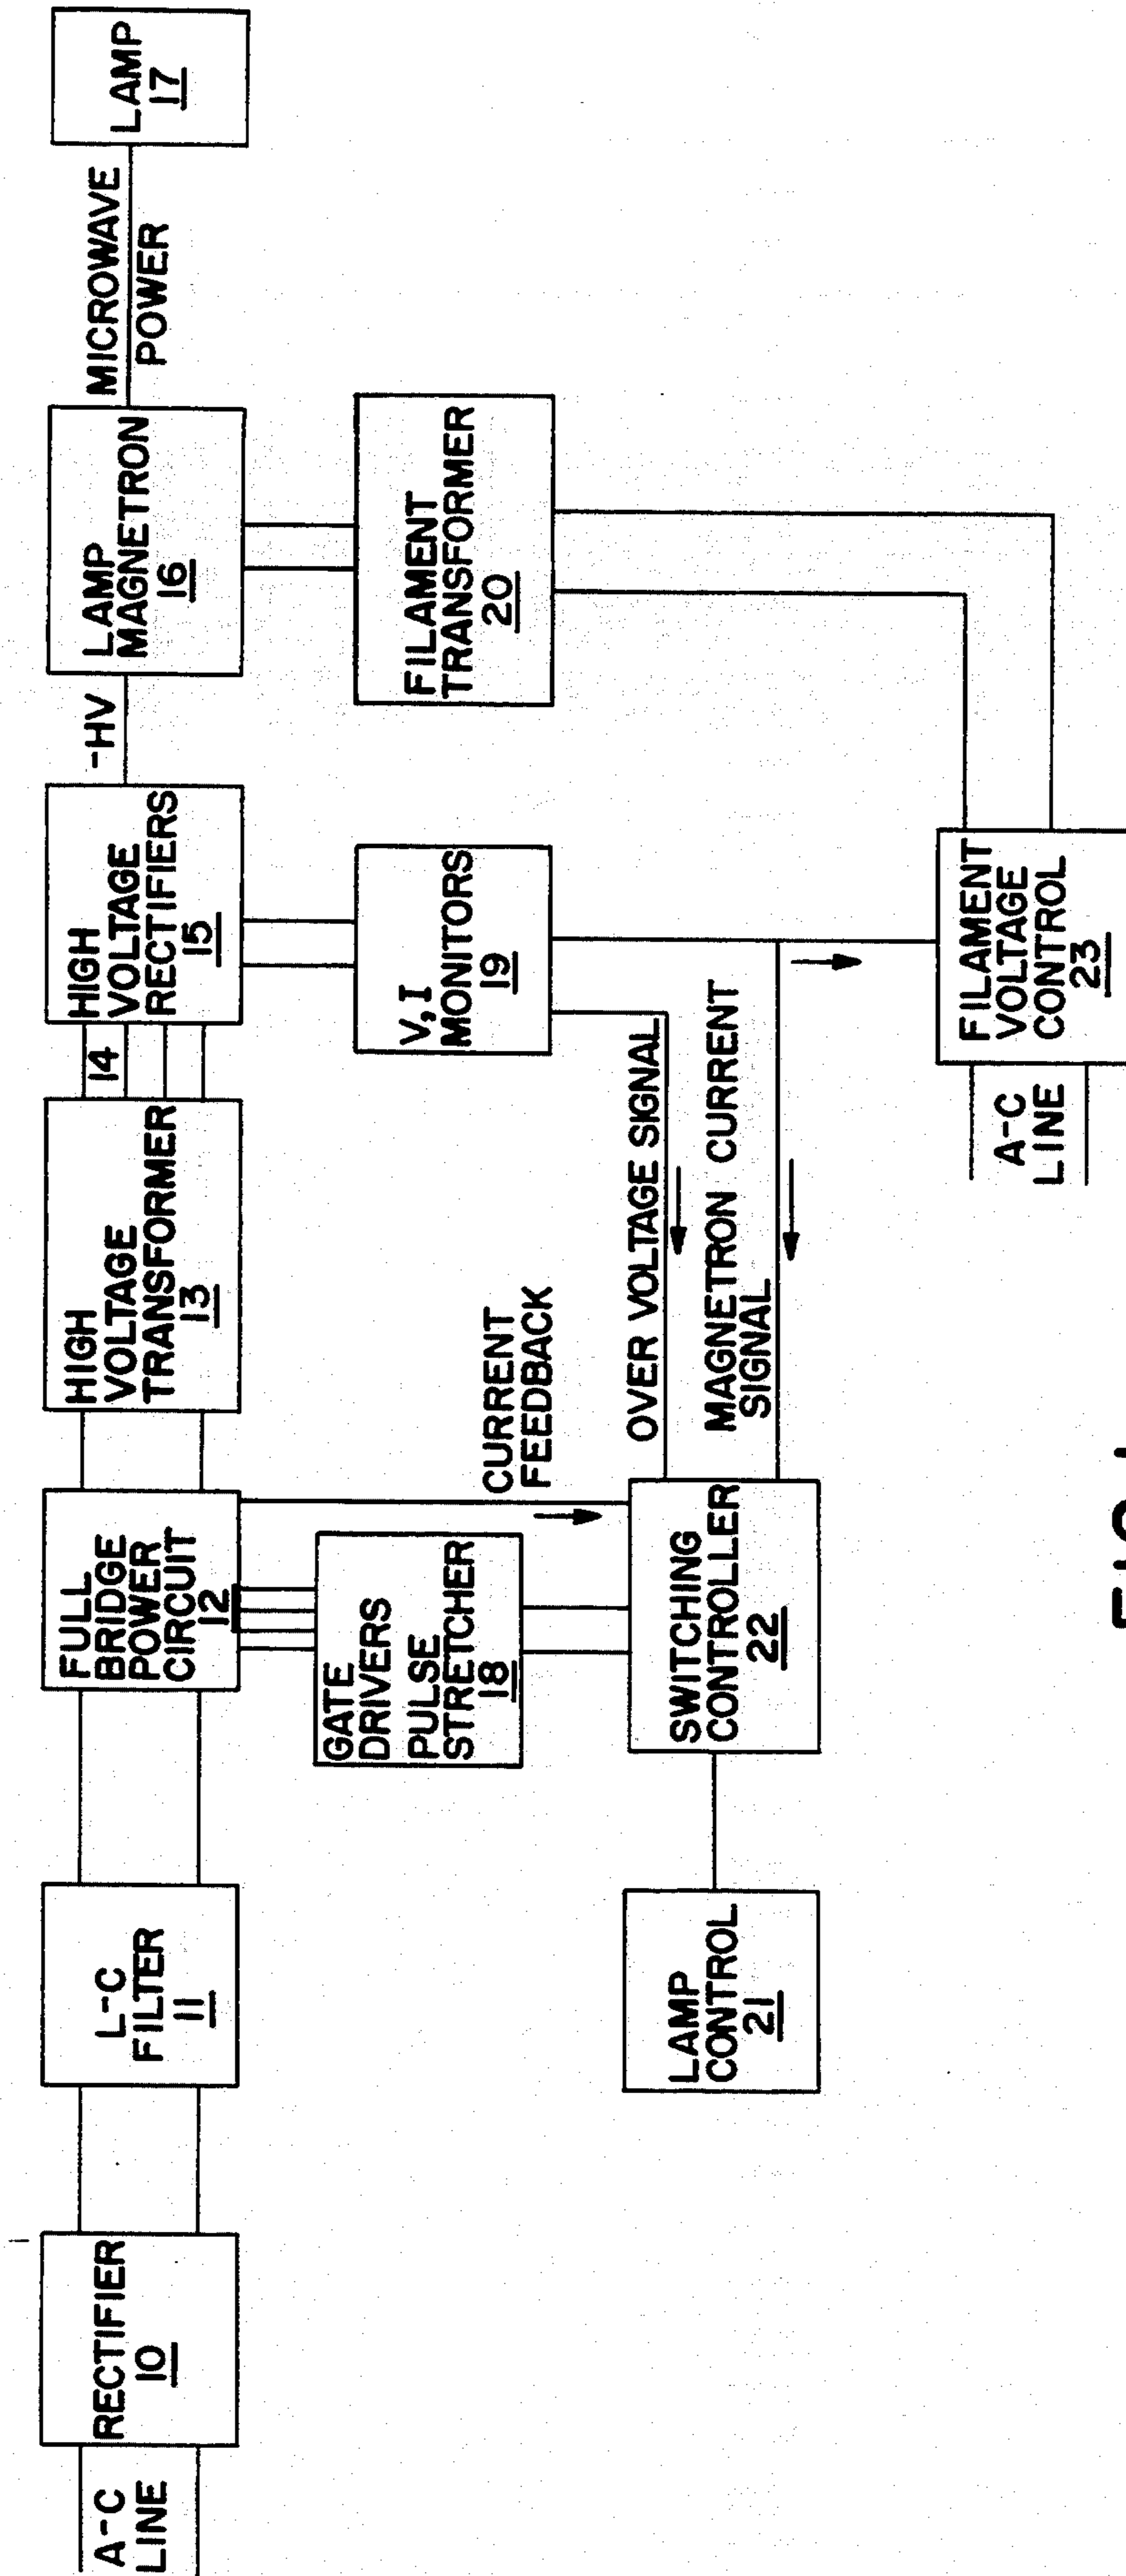 A-C
LINE
RECTIFIER
10
L-C
FILTER
11
FULL
BRIDGE
POWER
CIRCUIT
12
HIGH
VOLTAGE
TRANSFORMER
13
14
HIGH
VOLTAGE
RECTIFIERS
15
-HV
LAMP
MAGNETRON
16
MICROWAVE
POWER
LAMP
17
GATE
DRIVERS
PULSE
STRETCHER
18
CURRENT
FEEDBACK
V,I
MONITORS
19
FILAMENT
TRANSFORMER
20
LAMP
CONTROL
21
SWITCHING
CONTROLLER
22
OVER VOLTAGE SIGNAL
MAGNETRON CURRENT
SIGNAL
A-C
LINE
FILAMENT
VOLTAGE
CONTROL
23